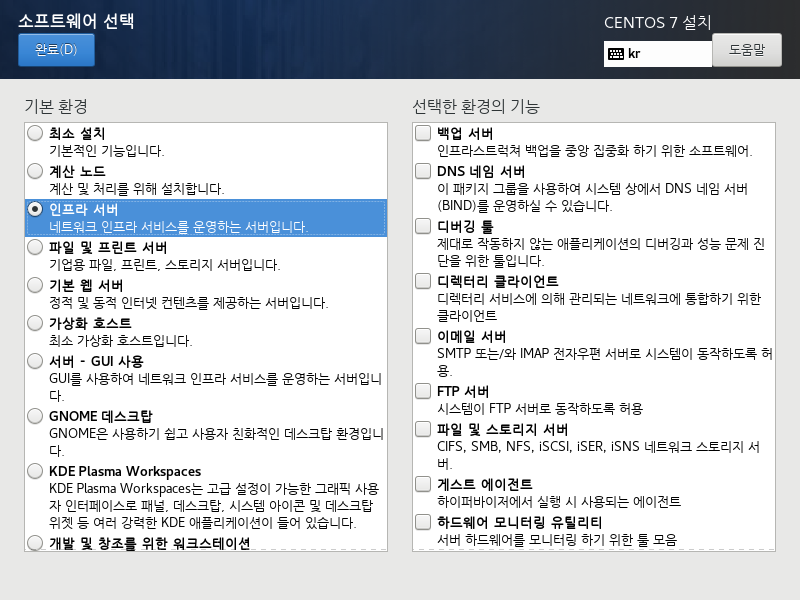 소프트웨어 선택
완료(D)
CENTOS 7 설치
kr
도움말
기본 환경
최소 설치
기본적인 기능입니다.
계산 노드
계산 및 처리를 위해 설치합니다.
인프라 서버
네트워크 인프라 서비스를 운영하는 서버입니다.
파일 및 프린트 서버
기업용 파일, 프린트, 스토리지 서버입니다.
기본 웹 서버
정적 및 동적 인터넷 컨텐츠를 제공하는 서버입니다.
가상화 호스트
최소 가상화 호스트입니다.
서버 - GUI 사용
GUI를 사용하여 네트워크 인프라 서비스를 운영하는 서버입니
다.
GNOME 데스크탑
GNOME은 사용하기 쉽고 사용자 친화적인 데스크탑 환경입니
다.
KDE Plasma Workspaces
KDE Plasma Workspaces는 고급 설정이 가능한 그래픽 사용
자 인터페이스로 패널, 데스크탑, 시스템 아이콘 및 데스크탑
위젯 등 여러 강력한 KDE 애플리케이션이 들어 있습니다.
개발 및 창조를 위한 워크스테이션
선택한 환경의 기능
백업 서버
인프라스트럭쳐 백업을 중앙 집중화 하기 위한 소프트웨어.
DNS 네임 서버
이 패키지 그룹을 사용하여 시스템 상에서 DNS 네임 서버
(BIND)를 운영하실 수 있습니다.
디버깅 툴
제대로 작동하지 않는 애플리케이션의 디버깅과 성능 문제 진
단을 위한 툴입니다.
디렉터리 클라이언트
디렉터리 서비스에 의해 관리되는 네트워크에 통합하기 위한
클라이언트
이메일 서버
SMTP 또는/와 IMAP 전자우편 서버로 시스템이 동작하도록 허
용.
FTP 서버
시스템이 FTP 서버로 동작하도록 허용
파일 및 스토리지 서버
CIFS, SMB, NFS, iSCSI, iSER, iSNS 네트워크 스토리지 서
버.
게스트 에이전트
하이퍼바이저에서 실행 시 사용되는 에이전트
하드웨어 모니터링 유틸리티
서버 하드웨어를 모니터링 하기 위한 툴 모음